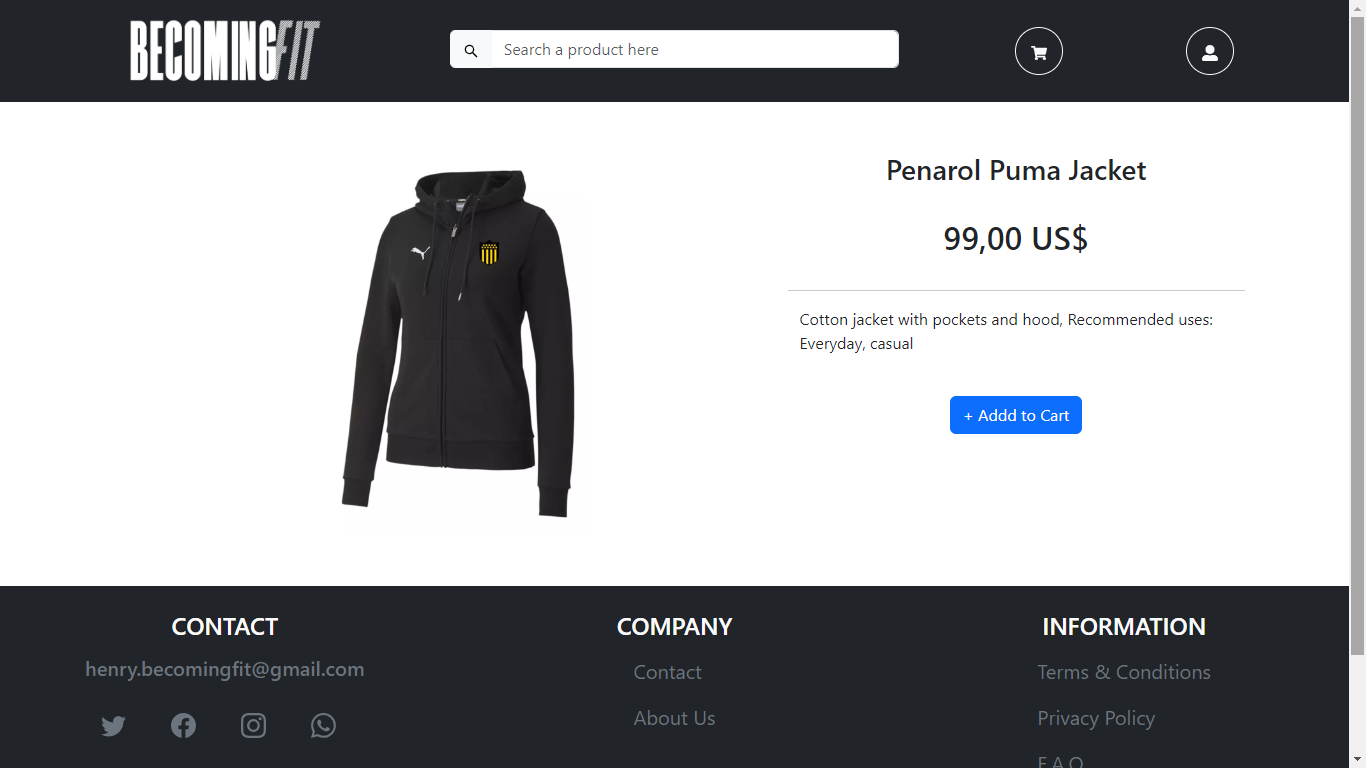 BECOMINGFIT
Search a product here
Penarol Puma Jacket
99,00 US$
Cotton jacket with pockets and hood, Recommended uses:
Everyday, casual
+ Addd to Cart
CONTACT
henry.becomingfit@gmail.com
COMPANY
Contact
About Us
INFORMATION
Terms & Conditions
Privacy Policy
F.A.Q